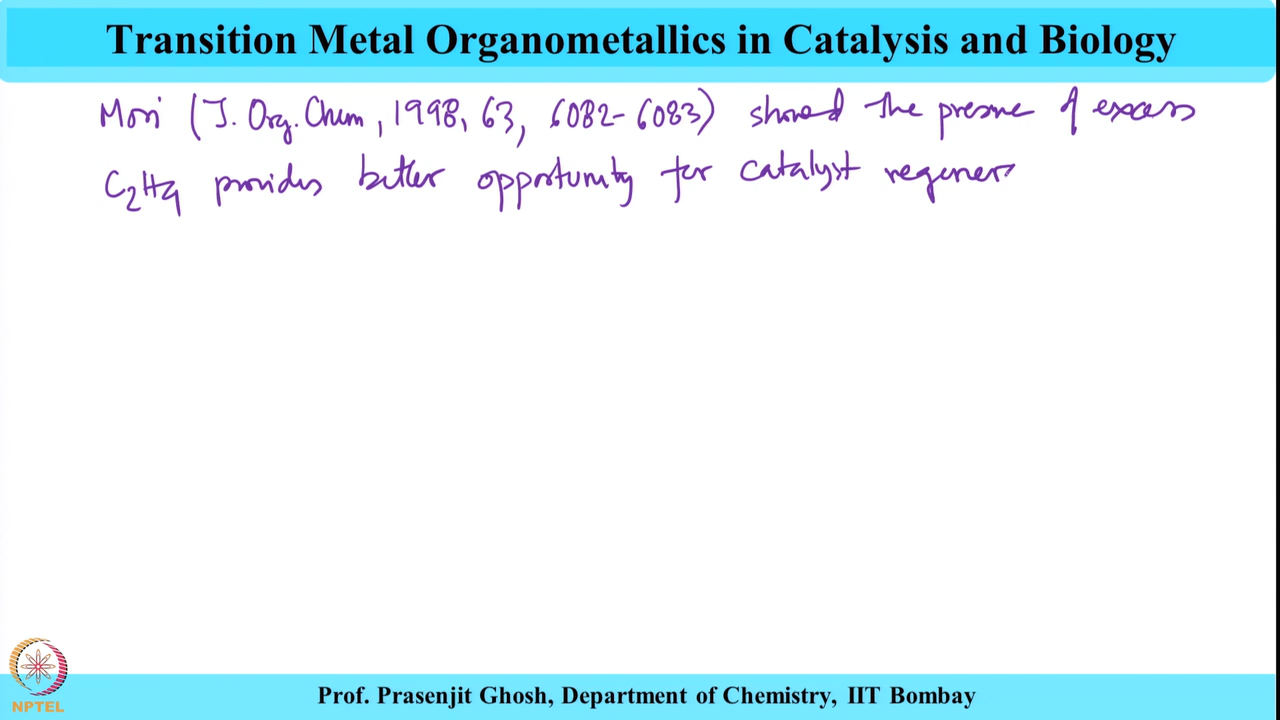 Transition Metal Organometallics in Catalysis and Biology
Mori (J. Org. Chem, 1998, 63, 6082-6083) showed the presence of excess
C2H4 provides better opportunity for catalyst regener
NPTEL
Prof. Prasenjit Ghosh, Department of Chemistry, IIT Bombay